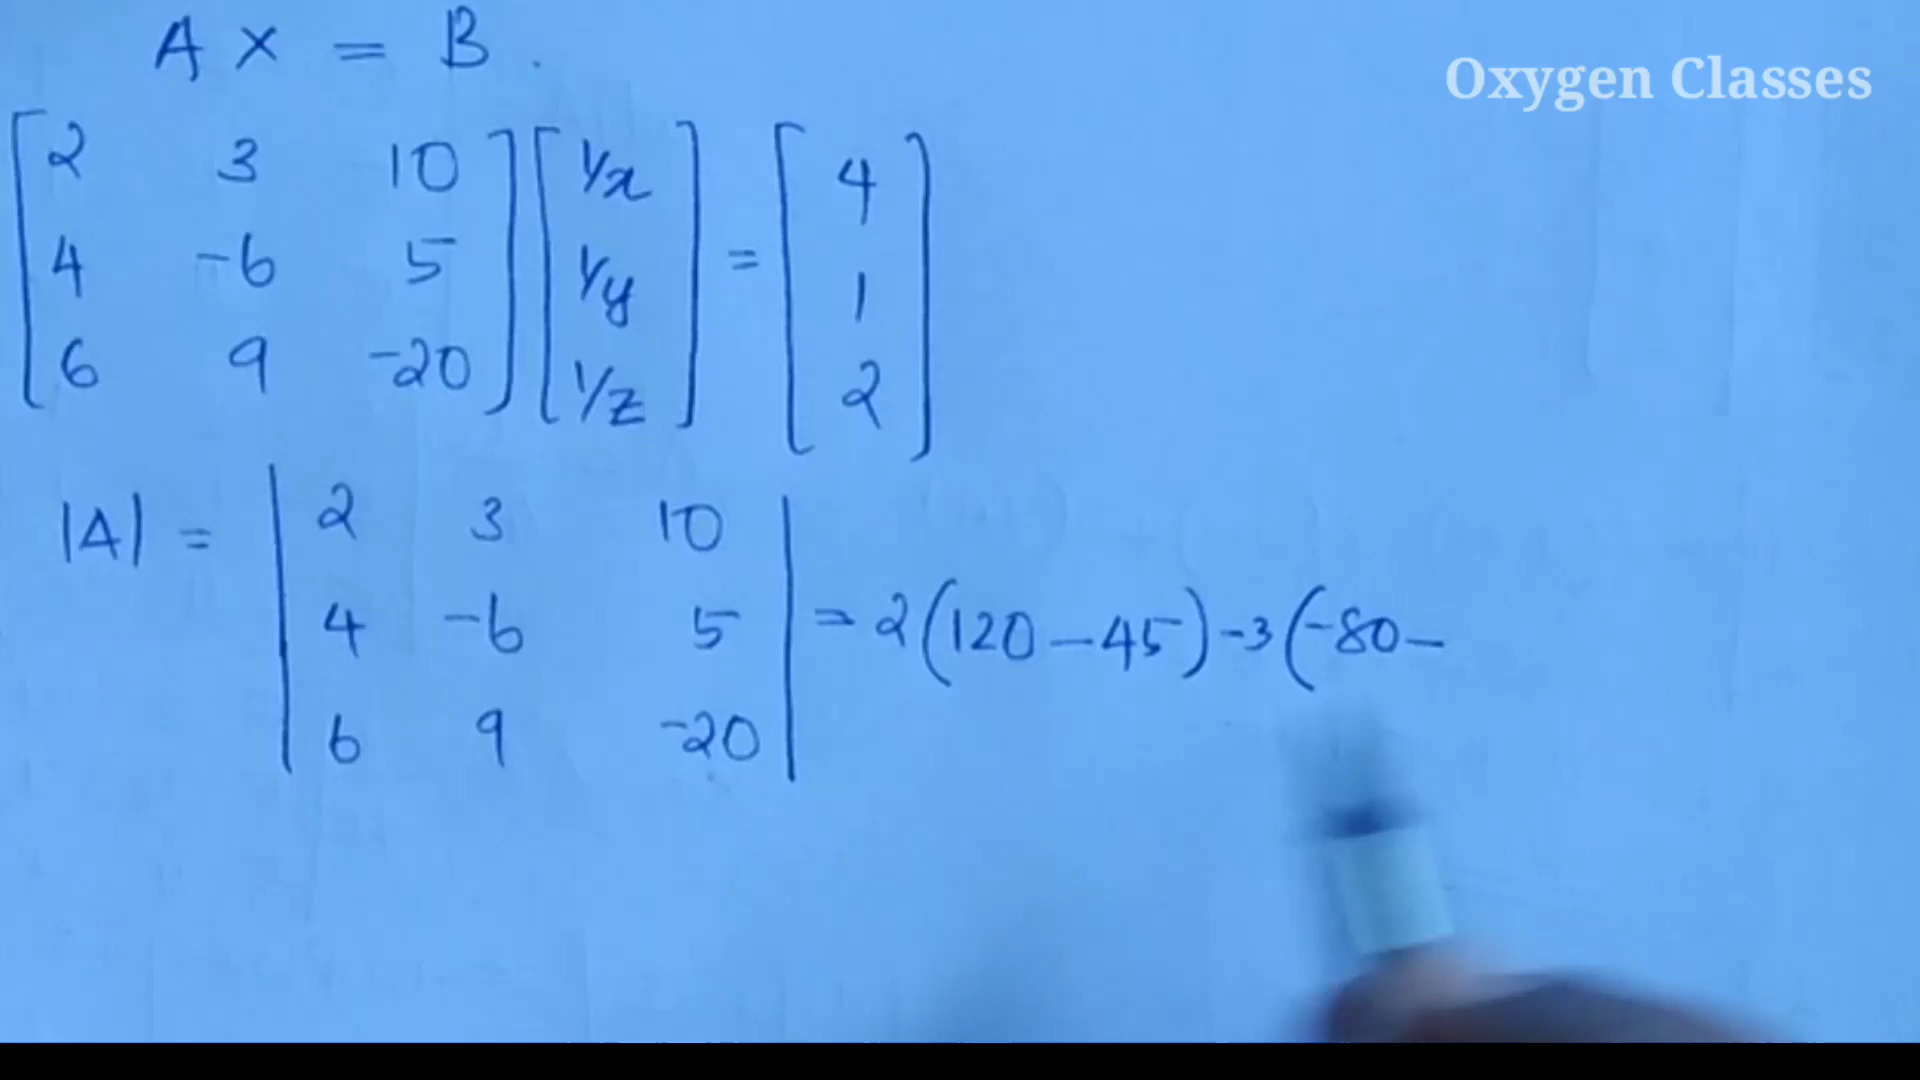 A X = B.
Oxygen Classes
[2 3 10] [1/x] = [4]
[4 -6 5] [1/y] [1]
[6 9 -20] [1/z] [2]
|A| = |2 3 10|
|4 -6 5| = 2(120-45)-3(-80-
|6 9 -20|